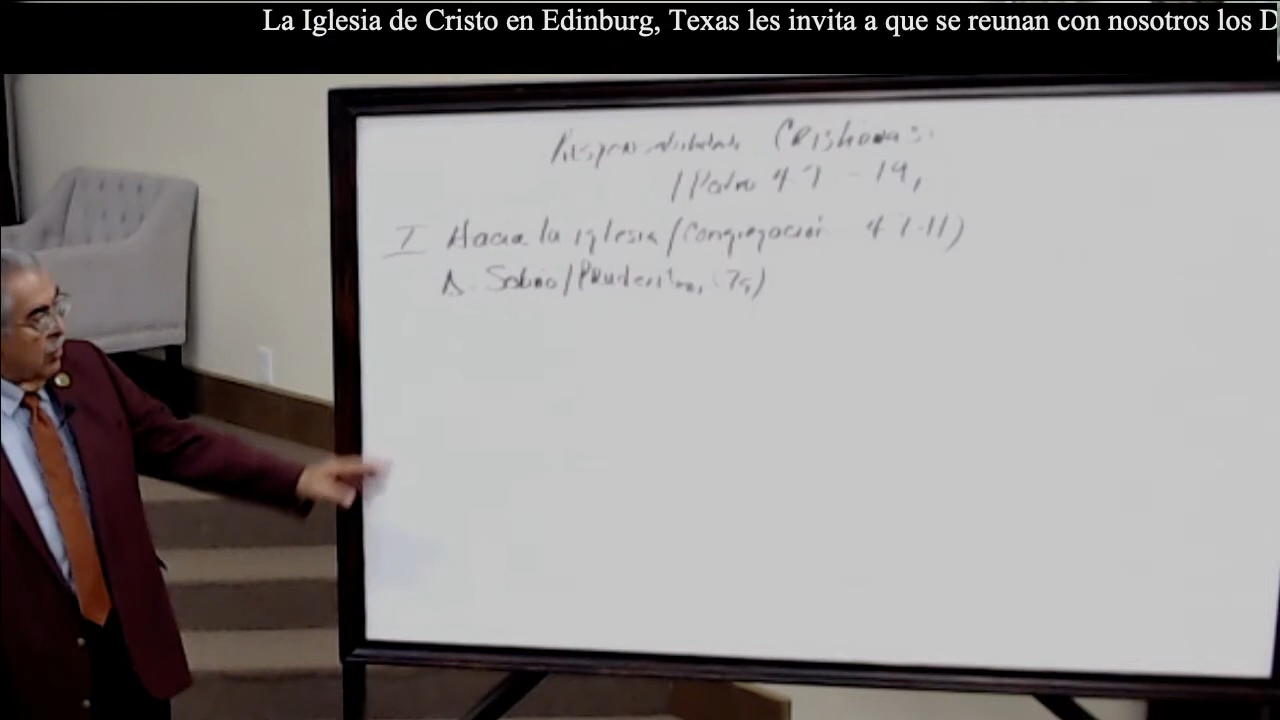 La Iglesia de Cristo en Edinburg, Texas les invita a que se reunan con nosotros los D
Responsabilidades Cristianas:
1 Pedro 4:7 - 19,
I Hacia la iglesia/(Congregación 4:7-11)
A. Sobrio/Prudentes,